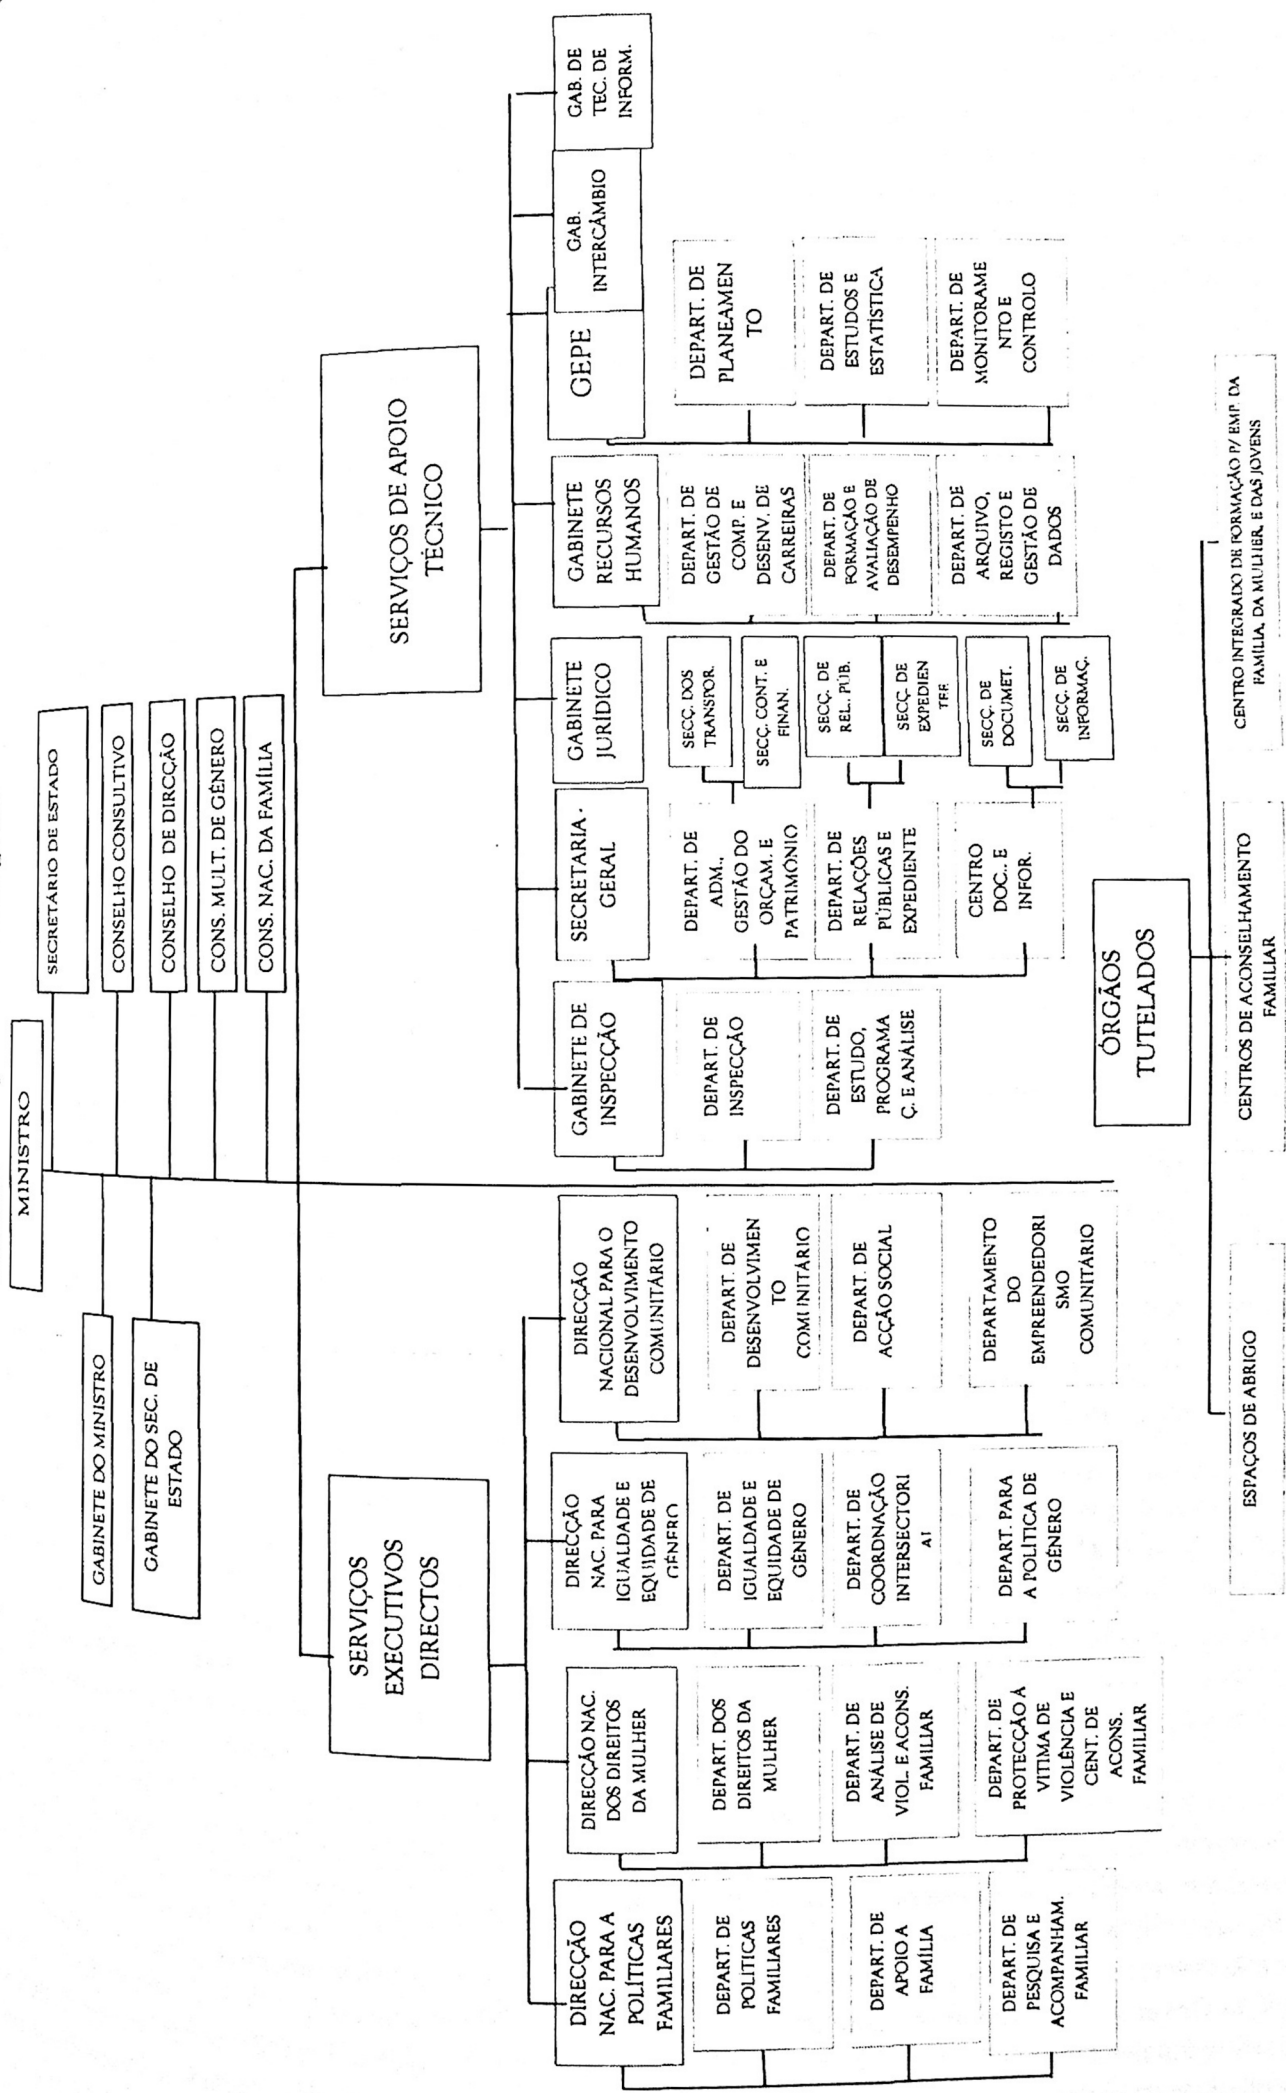 MINISTRO
GABINETE DO MINISTRO
GABINETE DO SEC. DE
ESTADO
SECRETÁRIO DE ESTADO
CONSELHO CONSULTIVO
CONSELHO DE DIRCÇÃO
CONS. MULT. DE GÉNERO
CONS. NAC. DA FAMÍLIA
SERVIÇOS
EXECUTIVOS
DIRECTOS
SERVIÇOS DE APOIO
TÉCNICO
DIRECÇÃO
NAC. PARA A
POLÍTICAS
FAMILIARES
DEPART. DE
POLITICAS
FAMILIARES
DEPART. DE
APOIO A
FAMÍLIA
DEPART. DE
PESQUISA E
ACOMPANHAM.
FAMILIAR
DIRECÇÃO NAC.
DOS DIREITOS
DA MULHER
DEPART. DOS
DIREITOS DA
MULHER
DEPART. DE
ANÁLISE DE
VIOL. E ACONS.
FAMILIAR
DEPART. DE
PROTECÇÃO À
VITIMA DE
VIOLÊNCIA E
CENT. DE
ACONS.
FAMILIAR
DIRECÇÃO
NAC. PARA
IGUALDADE E
EQUIDADE DE
GÉNERO
DEPART. DE
IGUALDADE E
EQUIDADE DE
GÉNERO
DEPART. DE
COORDNAÇÃO
INTERSECTORI
AL
DEPART. PARA
A POLÍTICA DE
GÉNERO
DIRECÇÃO
NACIONAL PARA O
DESENVOLVIMENTO
COMUNITÁRIO
DEPART. DE
DESENVOLVIMEN
TO
COMUNITÁRIO
DEPART. DE
ACÇÃO SOCIAL
DEPARTAMENTO
DO
EMPREENDEDORI
SMO
COMUNITÁRIO
GABINETE DE
INSPECÇÃO
DEPART. DE
INSPECÇÃO
DEPART. DE
ESTUDO,
PROGRAMA
Ç. E ANÁLISE
SECRETARIA .
GERAL
DEPART. DE
ADM.,
GESTÃO DO
ORÇAM. E
PATRIMÓNIO
DEPART. DE
RELAÇÕES
PÚBLICAS E
EXPEDIENTE
CENTRO
DOC.. E
INFOR.
GABINETE
JURÍDICO
SECÇ. DOS
TRANSPOR.
SECÇ. CONT. E
FINAN.
SECÇ. DE
REL. PÚB.
SECÇ. DE
EXPEDIEN
SECÇ. DE
DOCUMET.
SECÇ. DE
INFORMAÇ.
GABINETE
RECURSOS
HUMANOS
DEPART. DE
GESTÃO DE
COMP. E
DESENV. DE
CARREIRAS
DEPART. DE
FORMAÇÃO E
AVALIAÇÃO DE
DESEMPENHO
DEPART. DE
ARQUIVO,
REGISTO E
GESTÃO DE
DADOS
GEPE
DEPART. DE
PLANEAMEN
TO
DEPART. DE
ESTUDOS E
ESTATÍSTICA
DEPART. DE
MONITORAME
NTO E
CONTROLO
GAB.
INTERCÂMBIO
GAB. DE
TEC. DE
INFORM.
ÓRGÃOS
TUTELADOS
ESPAÇOS DE ABRIGO
CENTROS DE ACONSELHAMENTO
FAMILIAR
CENTRO INTEGRADO DE FORMAÇÃO P/ EMP. DA
FAMÍLIA, DA MULHER, E DAS JOVENS